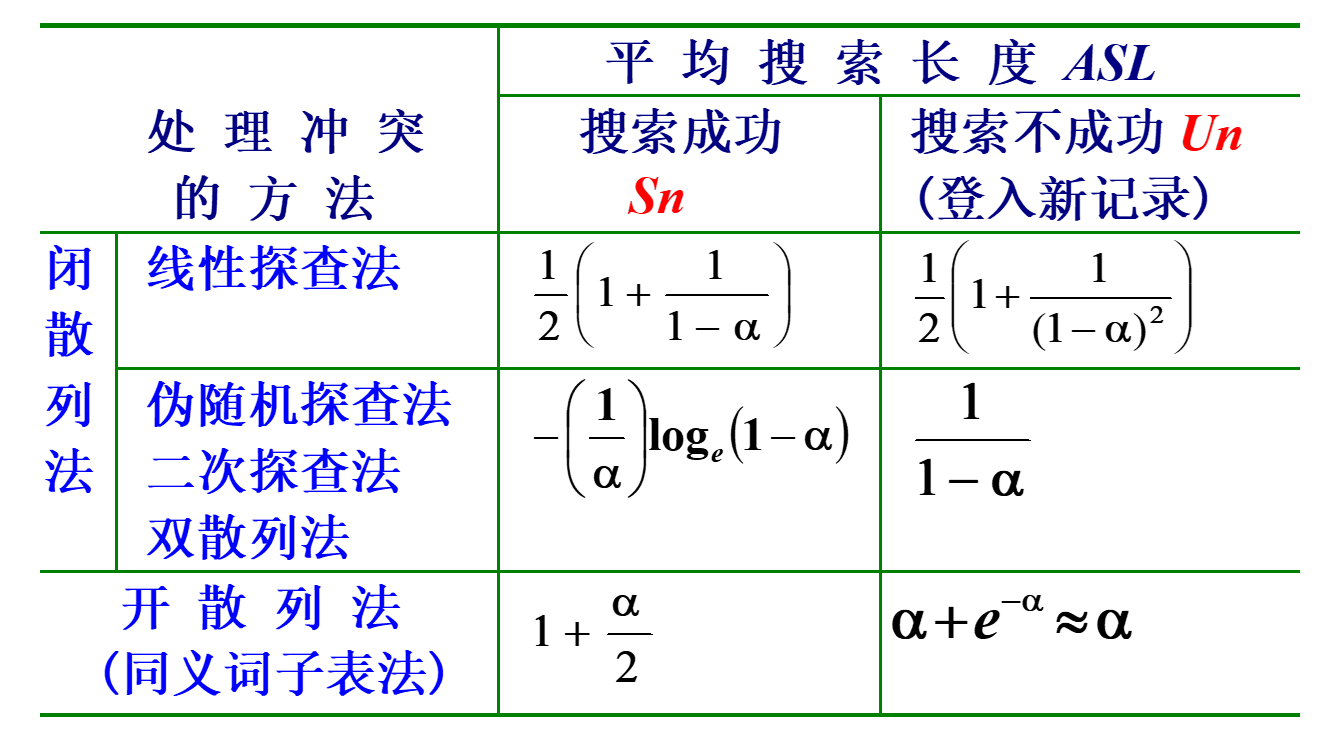 平 均 搜 索 长 度 ASL
处 理 冲 突
的 方 法
搜索成功
Sn
搜索不成功 Un
(登入新记录)
闭
散
列
法
线性探查法
1/2 (1 + 1/(1 − α))
1/2 (1 + 1/(1 − α)²)
伪随机探查法
二次探查法
双散列法
−(1/α) logₑ(1 − α)
1/(1 − α)
开 散 列 法
(同义词子表法)
1 + α/2
α + e^(−α) ≈ α